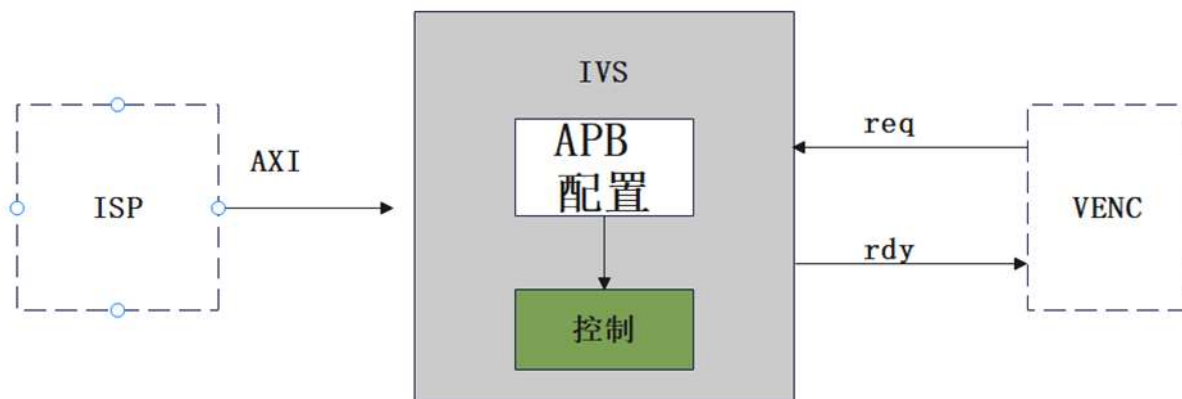 IVS
APB
配置
控制
AXI
ISP
req
rdy
VENC